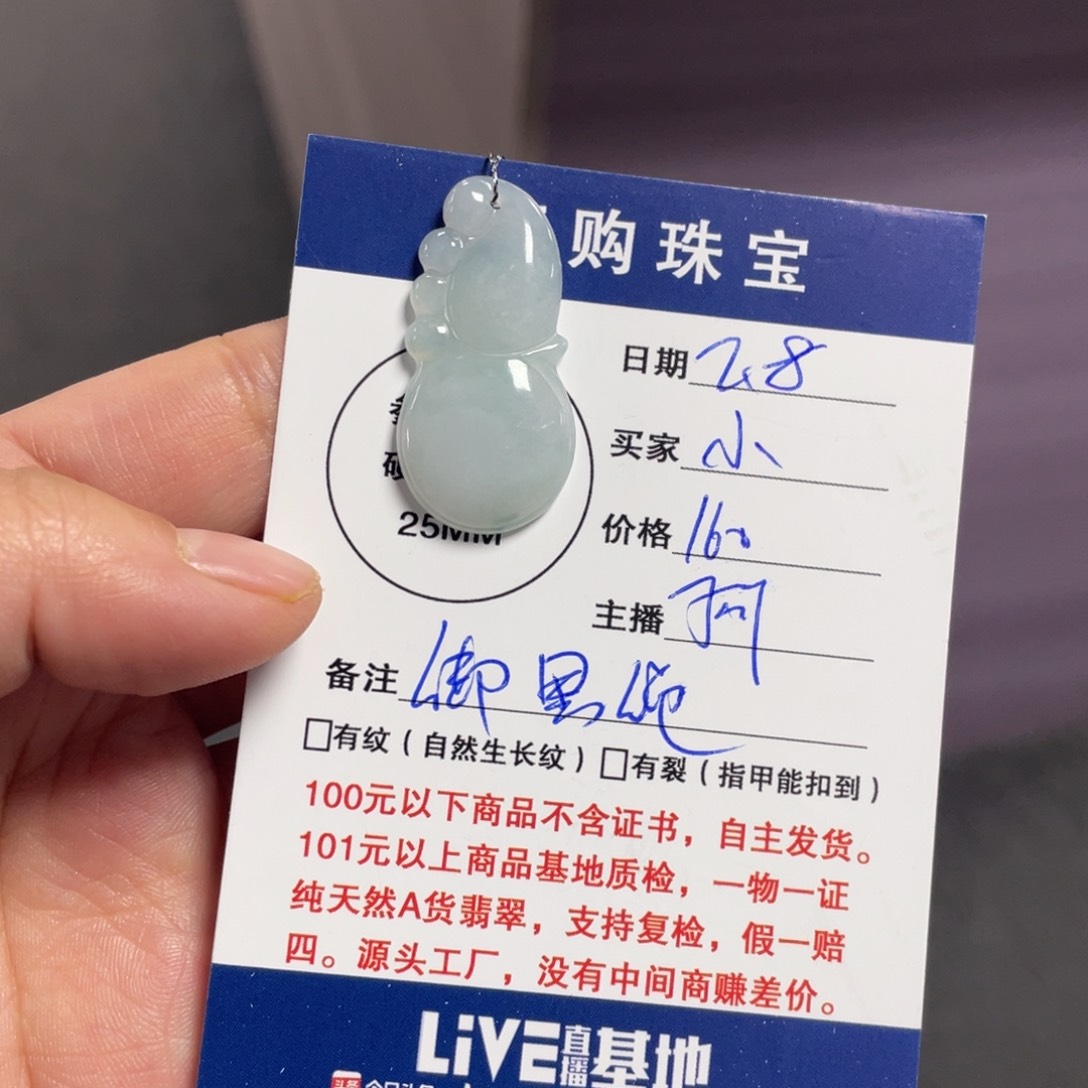 购珠宝
日期 2.8
买家 小
价格 160
主播
25MM
备注
□有纹（自然生长纹）□有裂（指甲能扣到）
100元以下商品不含证书，自主发货。
101元以上商品基地质检，一物一证
纯天然A货翡翠，支持复检，假一赔
四。源头工厂，没有中间商赚差价。
LiVE直播基地